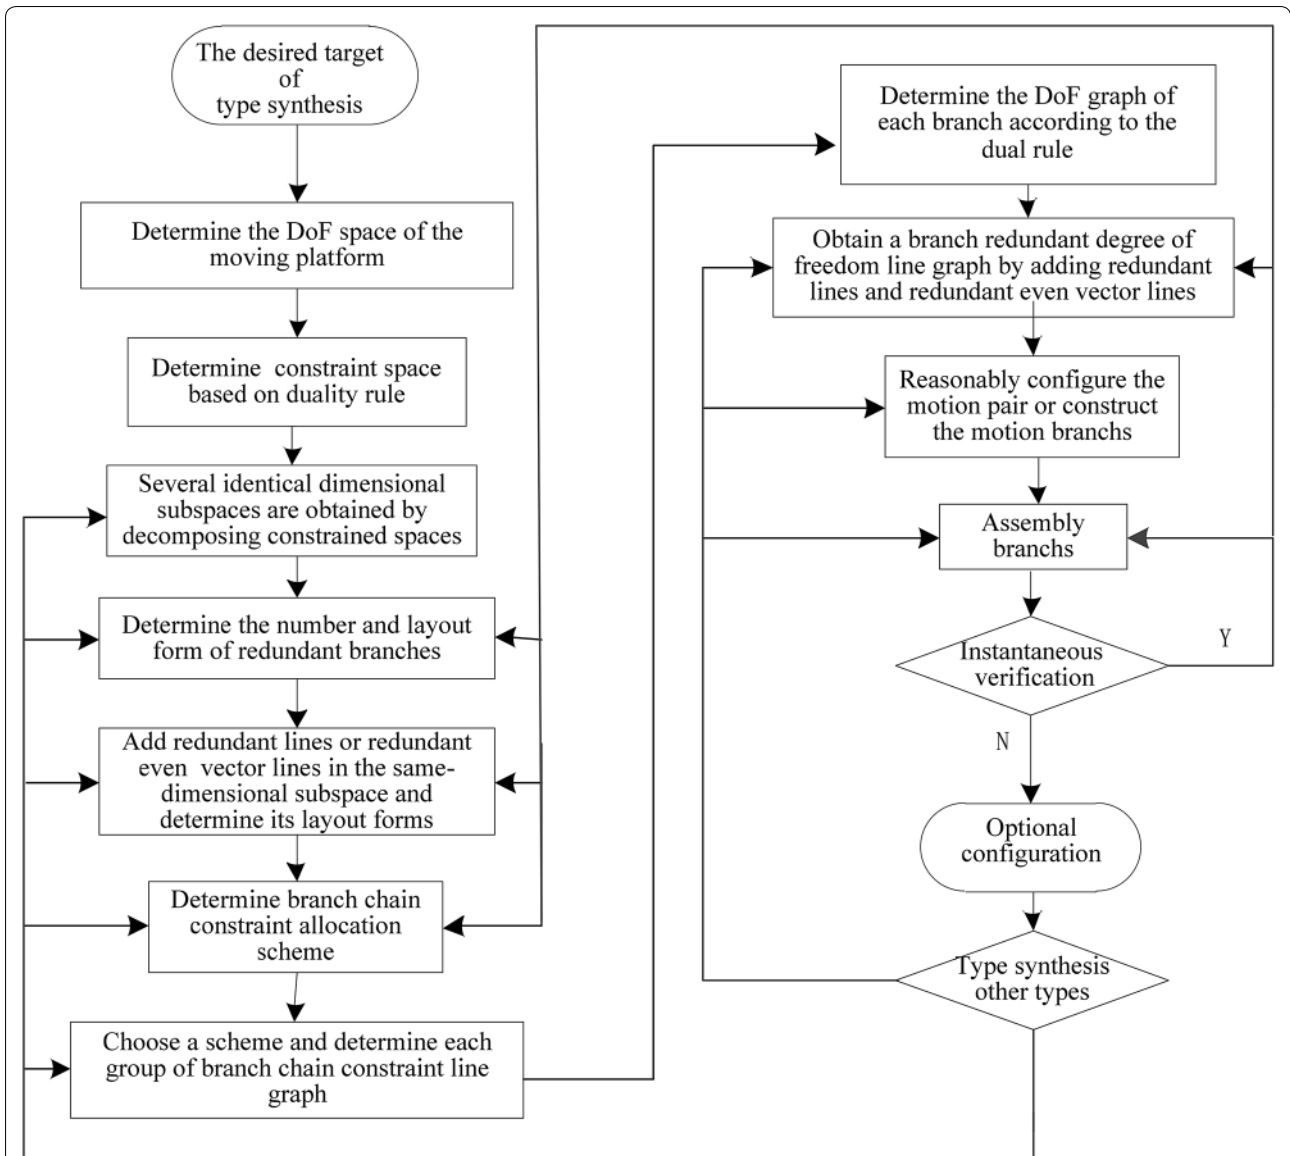 The desired target
of
type synthesis
Determine the DoF space of the
moving platform
Determine constraint space
based on duality rule
Several identical dimensional
subspaces are obtained by
decomposing constrained spaces
Determine the number and layout
form of redundant branches
Add redundant lines or redundant
even vector lines in the same-
dimensional subspace and
determine its layout forms
Determine branch chain
constraint allocation
scheme
Choose a scheme and determine each
group of branch chain constraint line
graph
Determine the DoF graph of
each branch according to the
dual rule
Obtain a branch redundant degree of
freedom line graph by adding redundant
lines and redundant even vector lines
Reasonably configure the
motion pair or construct
the motion branchs
Assembly
branchs
Instantaneous
verification
Y
N
Optional
configuration
Type synthesis
other types